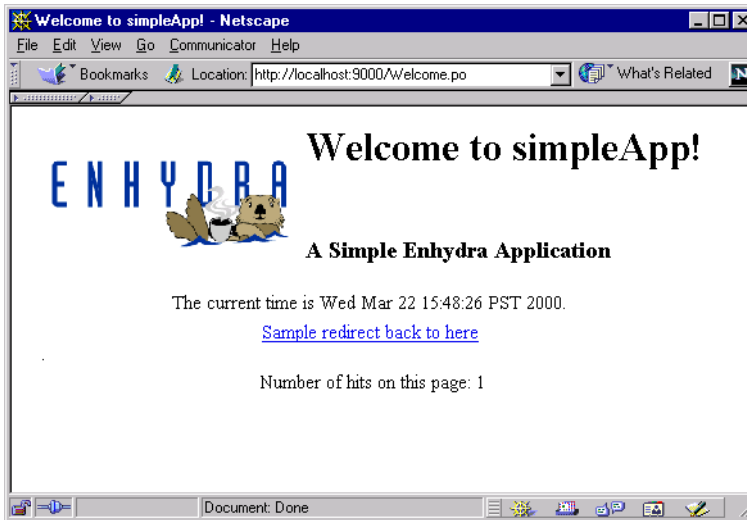 Welcome to simpleApp! - Netscape
File Edit View Go Communicator Help
Bookmarks Location: http://localhost:9000/Welcome.po What's Related N
ENHYDRA
Welcome to simpleApp!
A Simple Enhydra Application
The current time is Wed Mar 22 15:48:26 PST 2000.
Sample redirect back to here
Number of hits on this page: 1
Document: Done